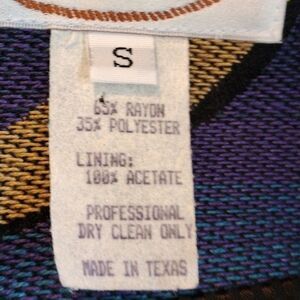 S
65% RAYON
35% POLYESTER
LINING:
100% ACETATE
PROFESSIONAL
DRY CLEAN ONLY
MADE IN TEXAS